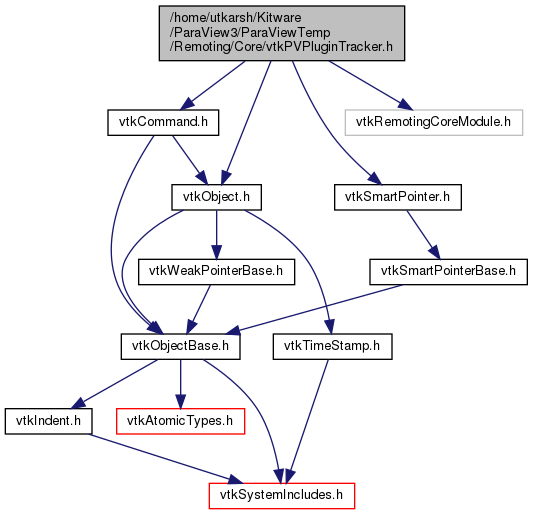 /home/utkarsh/Kitware
/ParaView3/ParaViewTemp
/Remoting/Core/vtkPVPluginTracker.h
vtkCommand.h
vtkRemotingCoreModule.h
vtkObject.h
vtkSmartPointer.h
vtkWeakPointerBase.h
vtkSmartPointerBase.h
vtkObjectBase.h
vtkTimeStamp.h
vtkIndent.h
vtkAtomicTypes.h
vtkSystemIncludes.h